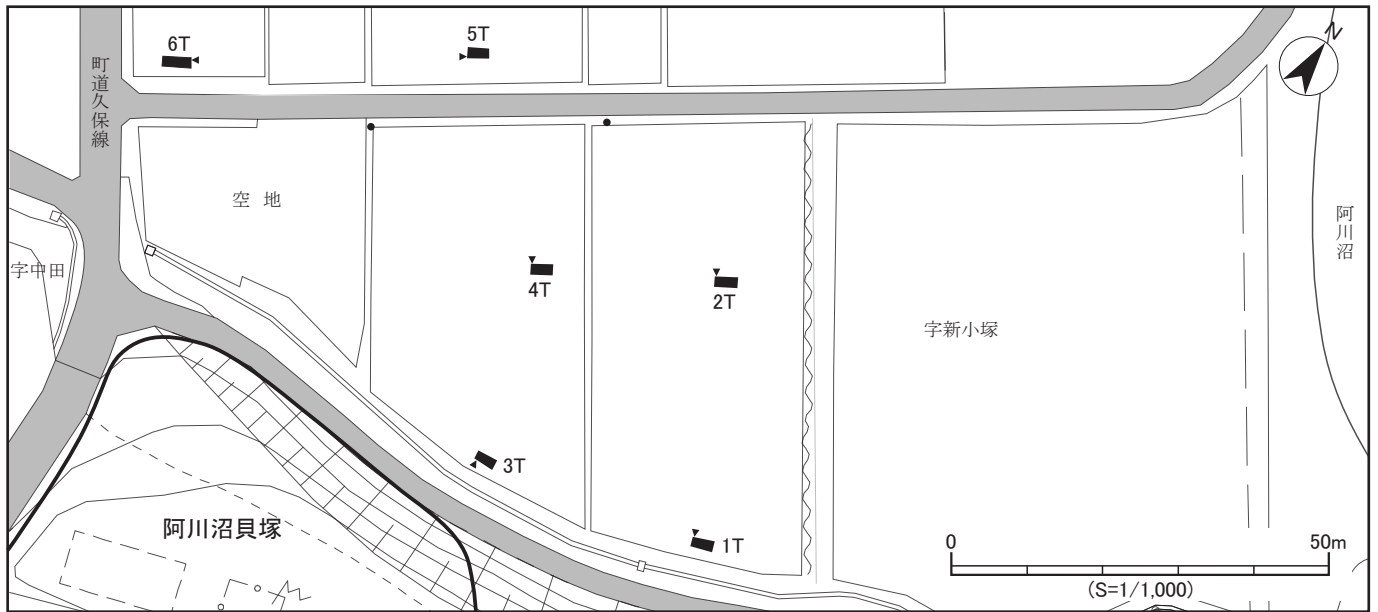 6T
5T
N
町道久保線
空 地
阿川沼
字中田
4T
2T
字新小塚
3T
阿川沼貝塚
1T
0
50m
(S=1/1,000)